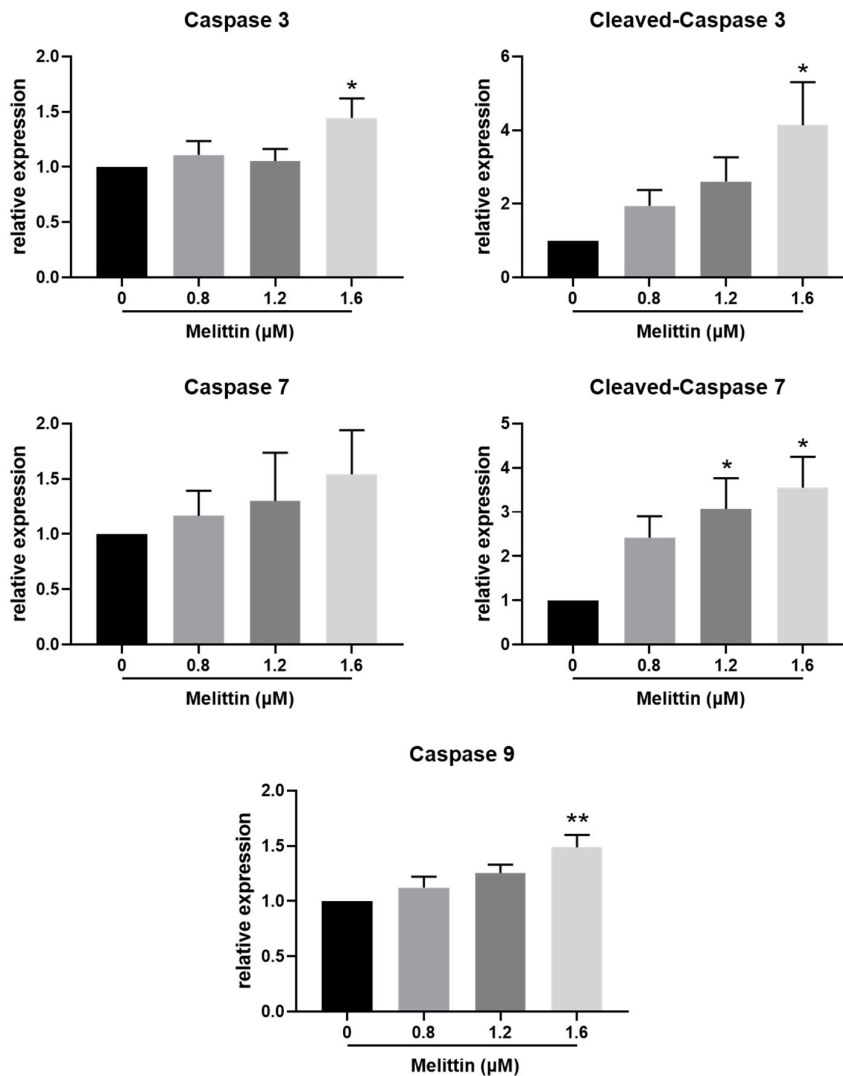 Caspase 3
relative expression
2.0
1.5
1.0
0.5
0.0
*
0 0.8 1.2 1.6
Melittin (µM)
Cleaved-Caspase 3
relative expression
6
4
2
0
*
0 0.8 1.2 1.6
Melittin (µM)
Caspase 7
relative expression
2.0
1.5
1.0
0.5
0.0
0 0.8 1.2 1.6
Melittin (µM)
Cleaved-Caspase 7
relative expression
5
4
3
2
1
0
* *
0 0.8 1.2 1.6
Melittin (µM)
Caspase 9
relative expression
2.0
1.5
1.0
0.5
0.0
**
0 0.8 1.2 1.6
Melittin (µM)